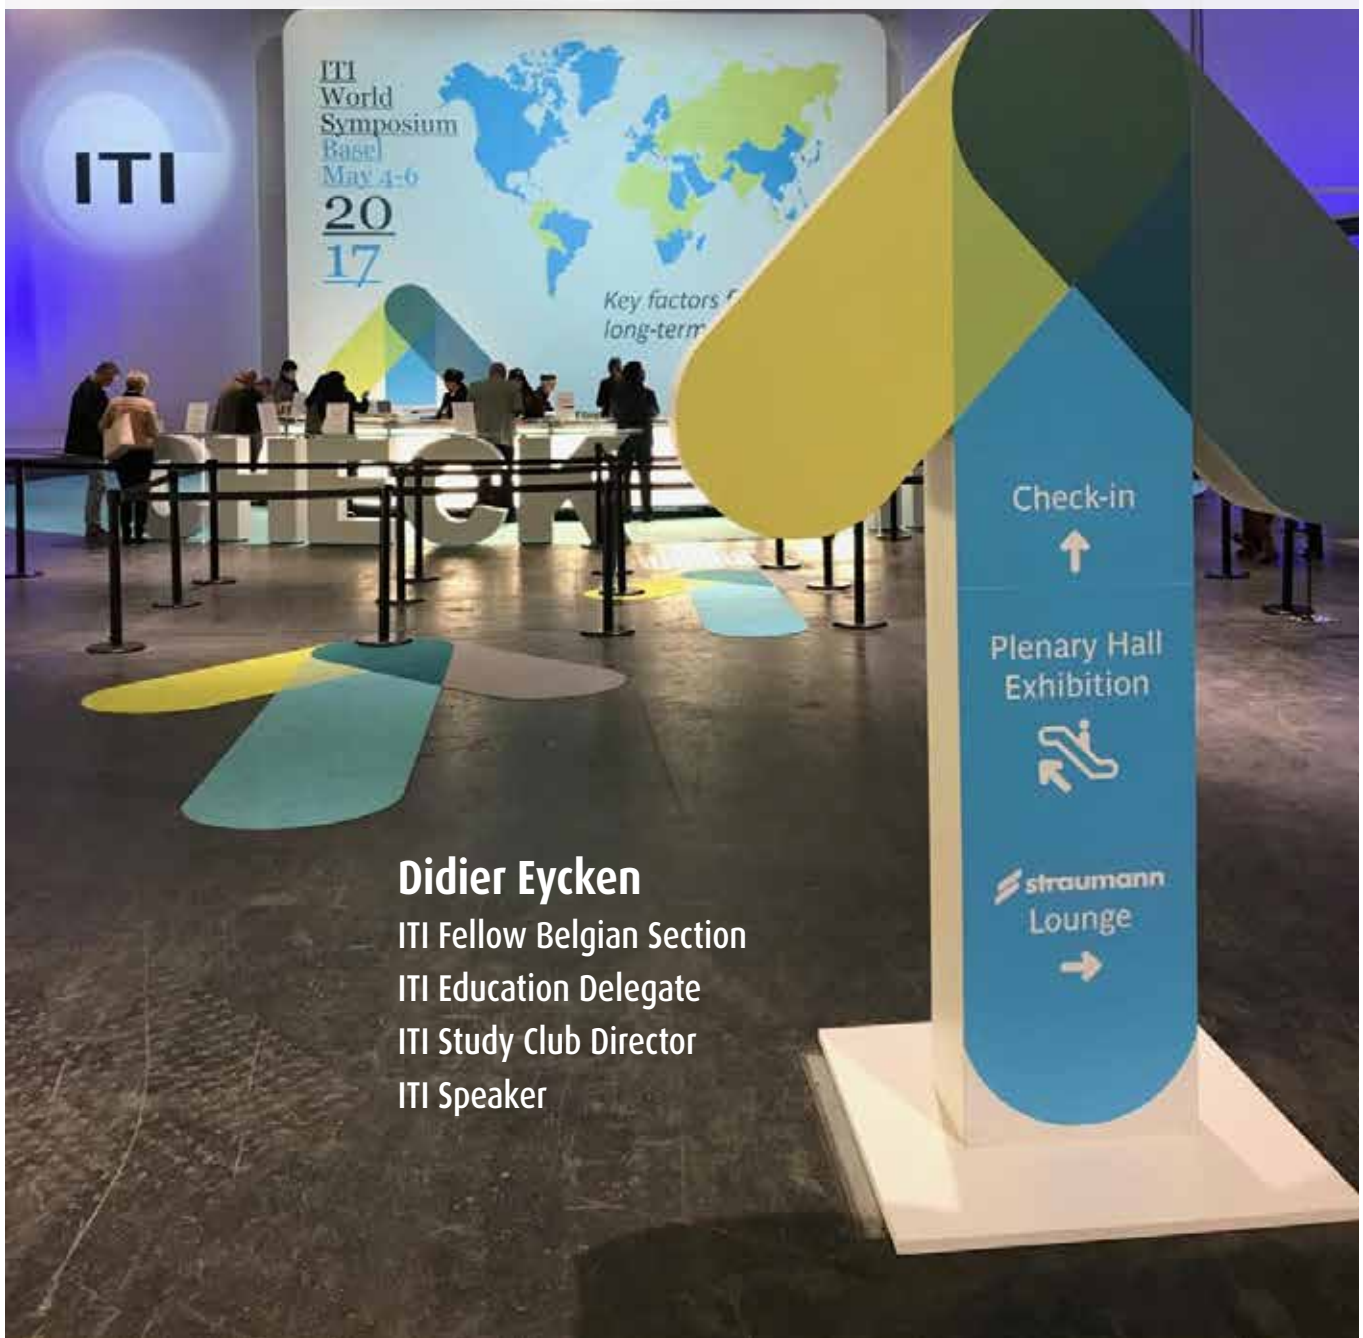 ITI
ITI
World
Symposium
Basel
May 4-6
20
17
Key factors
long-term
CHECK
Check-in
Plenary Hall
Exhibition
straumann
Lounge
Didier Eycken
ITI Fellow Belgian Section
ITI Education Delegate
ITI Study Club Director
ITI Speaker